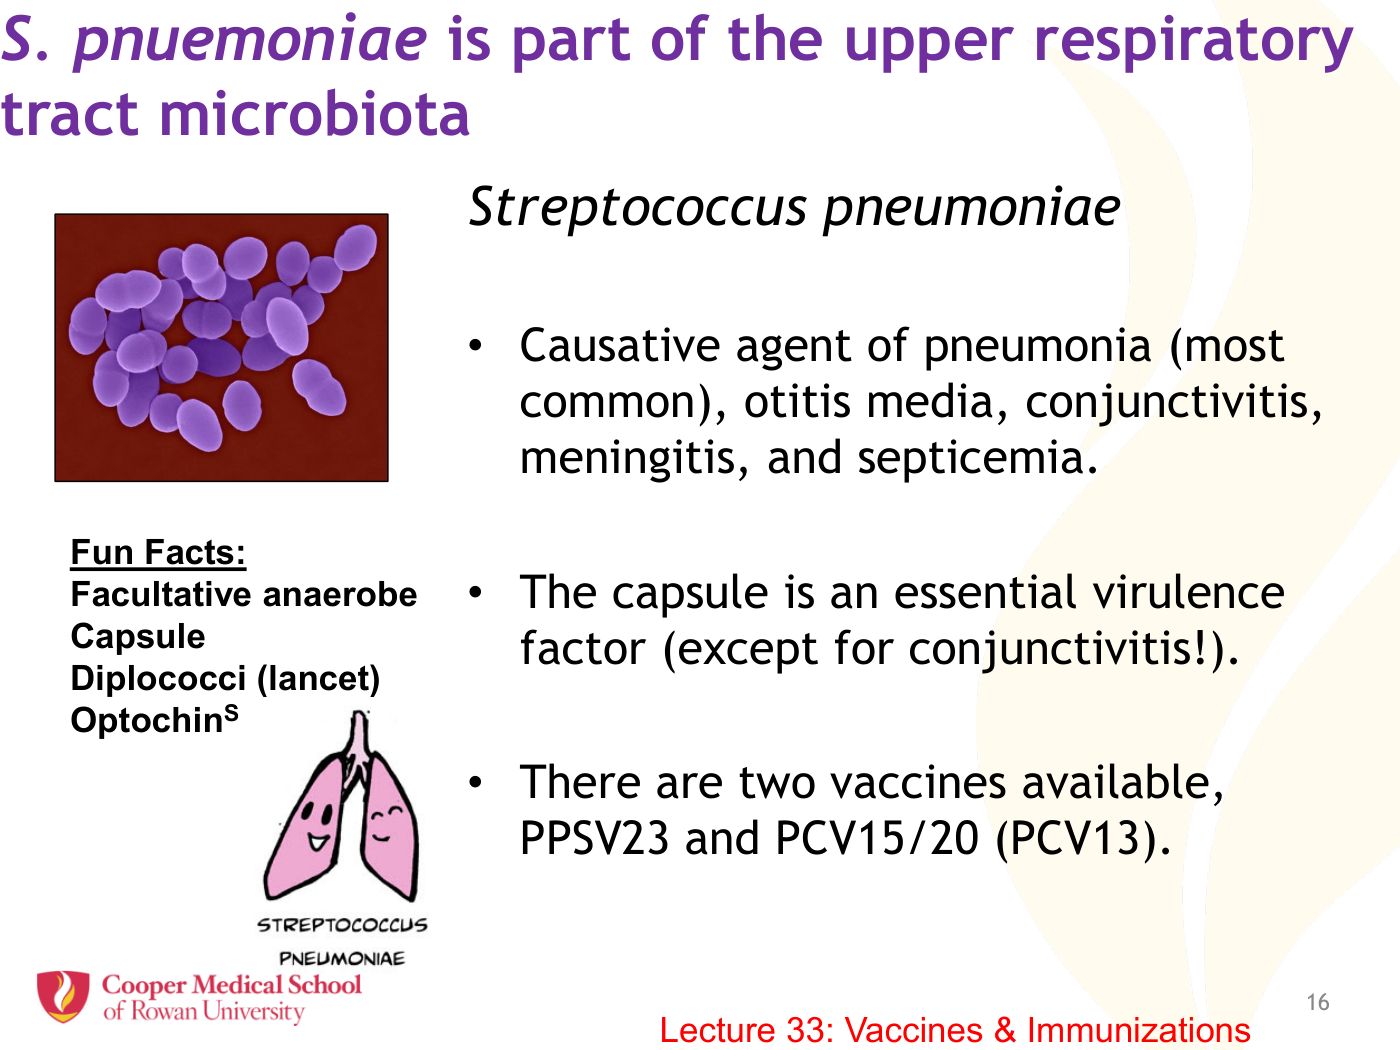 S. pnuemoniae is part of the upper respiratory
tract microbiota
Streptococcus pneumoniae
• Causative agent of pneumonia (most
common), otitis media, conjunctivitis,
meningitis, and septicemia.
• The capsule is an essential virulence
factor (except for conjunctivitis!).
• There are two vaccines available,
PPSV23 and PCV15/20 (PCV13).
Fun Facts:
Facultative anaerobe
Capsule
Diplococci (lancet)
OptochinS
STREPTOCOCCUS
PNEUMONIAE
Cooper Medical School
of Rowan University
Lecture 33: Vaccines & Immunizations
16